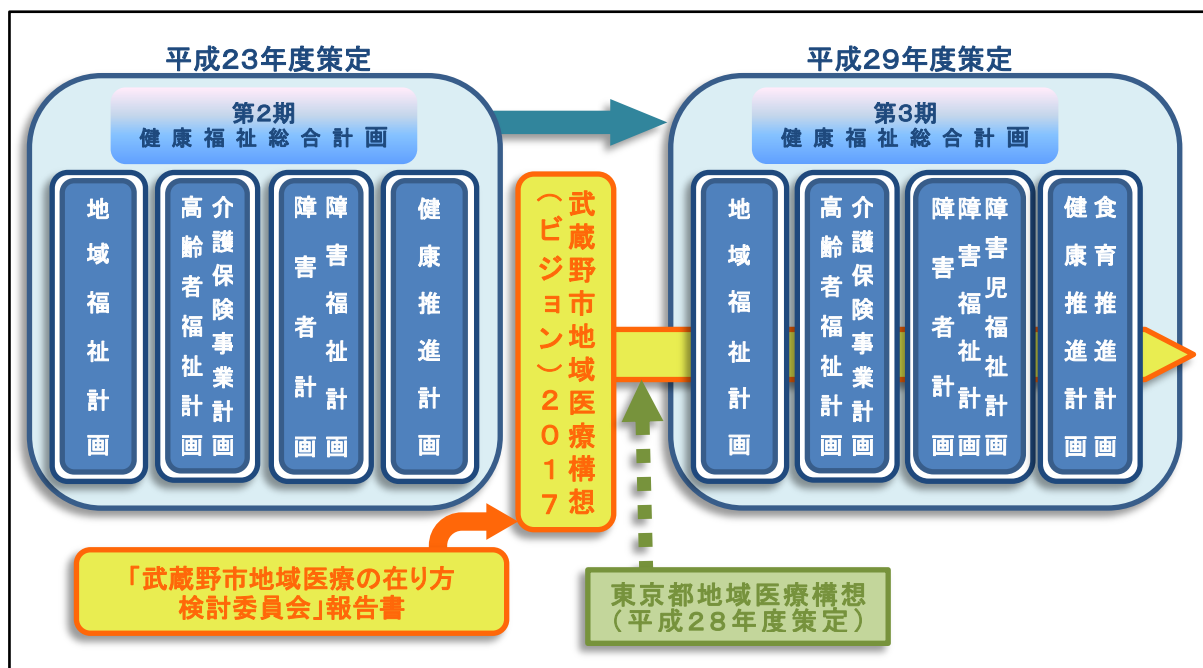 平成23年度策定
第2期
健康福祉総合計画
地域福祉計画
介護保険事業計画
高齢者福祉計画
障害福祉計画
障害者計画
健康推進計画
武蔵野市地域医療構想
(ビジョン)2017
「武蔵野市地域医療の在り方
検討委員会」報告書
平成29年度策定
第3期
健康福祉総合計画
地域福祉計画
介護保険事業計画
高齢者福祉計画
障害児福祉計画
障害福祉計画
障害者計画
食育推進計画
健康推進計画
東京都地域医療構想
(平成28年度策定)